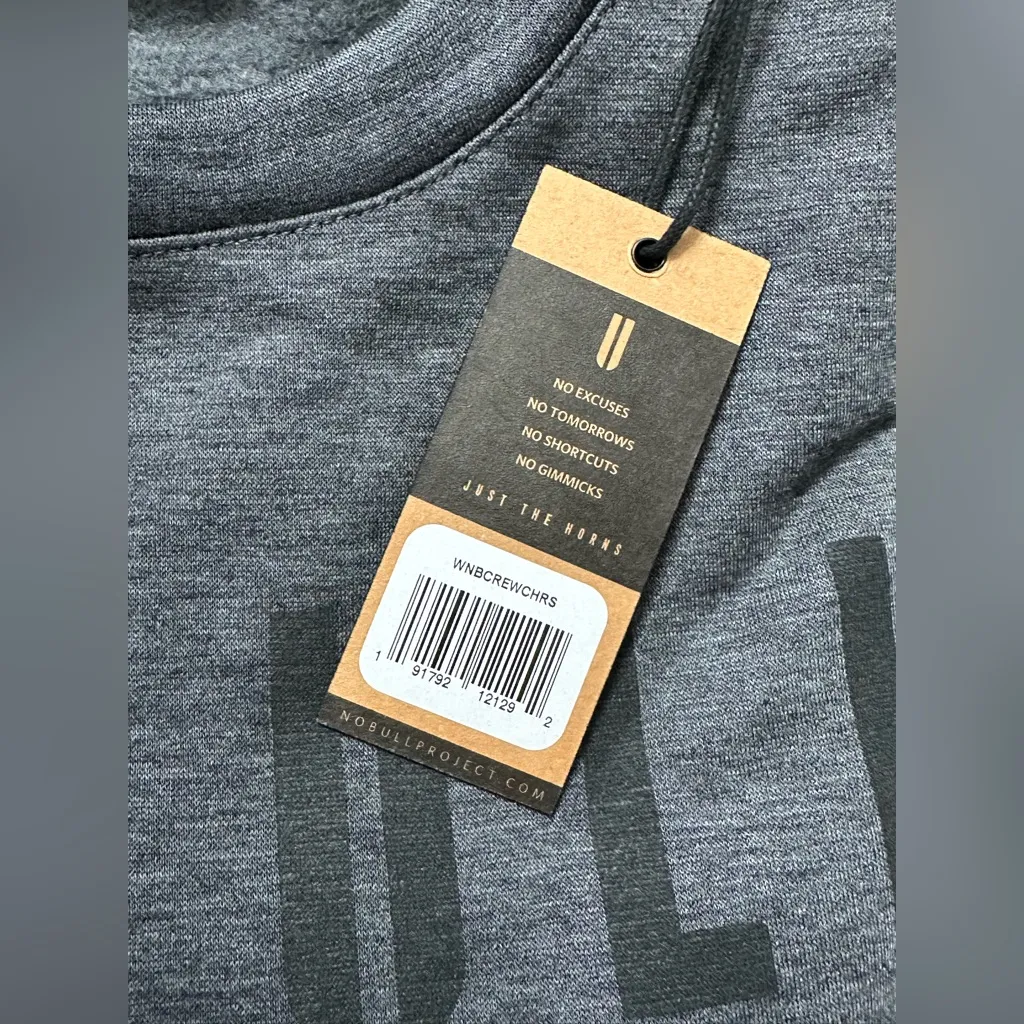 NO EXCUSES
NO TOMORROWS
NO SHORTCUTS
NO GIMMICKS
JUST THE HORNS
WNBCREWCHRS
1 91792 12129 2
NOBULLPROJECT.COM